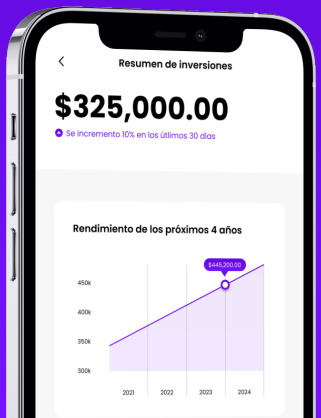 Resumen de inversiones
$325,000.00
Se incremento 10% en los útlimos 30 días
Rendimiento de los próximos 4 años
$445,200.00
450k
400k
350k
300k
2021 2022 2023 2024